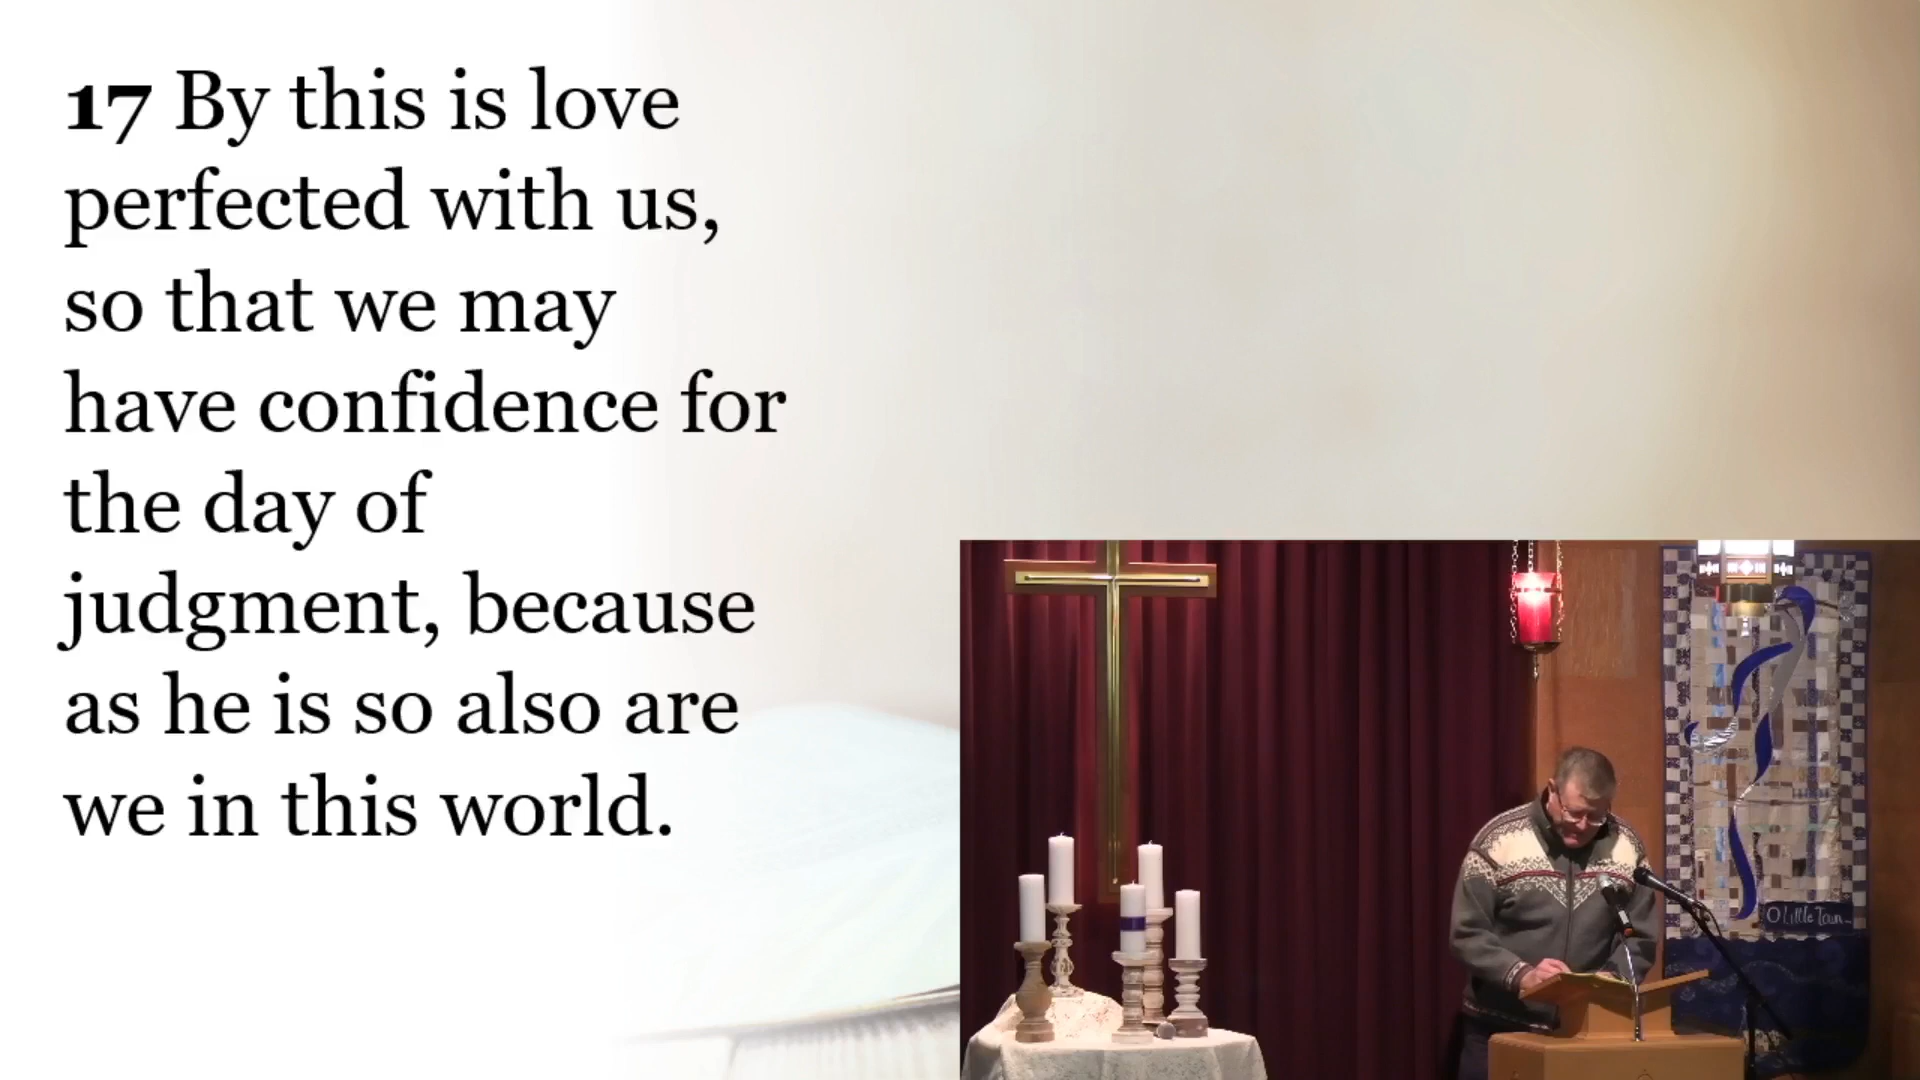 17 By this is love
perfected with us,
so that we may
have confidence for
the day of
judgment, because
as he is so also are
we in this world.
O Little Town